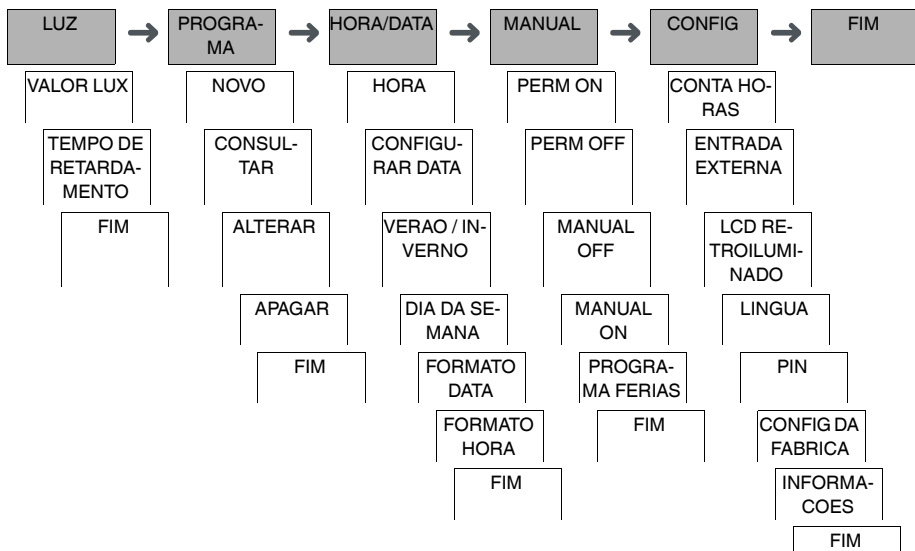 LUZ
PROGRA-
MA
HORA/DATA
MANUAL
CONFIG
FIM
VALOR LUX
TEMPO DE
RETARDA-
MENTO
FIM
NOVO
CONSUL-
TAR
ALTERAR
APAGAR
FIM
HORA
CONFIGU-
RAR DATA
VERAO / IN-
VERNO
DIA DA SE-
MANA
FORMATO
DATA
FORMATO
HORA
FIM
PERM ON
PERM OFF
MANUAL
OFF
MANUAL
ON
PROGRA-
MA FERIAS
FIM
CONTA HO-
RAS
ENTRADA
EXTERNA
LCD RE-
TROILUMI-
NADO
LINGUA
PIN
CONFIG DA
FABRICA
INFORMA-
COES
FIM